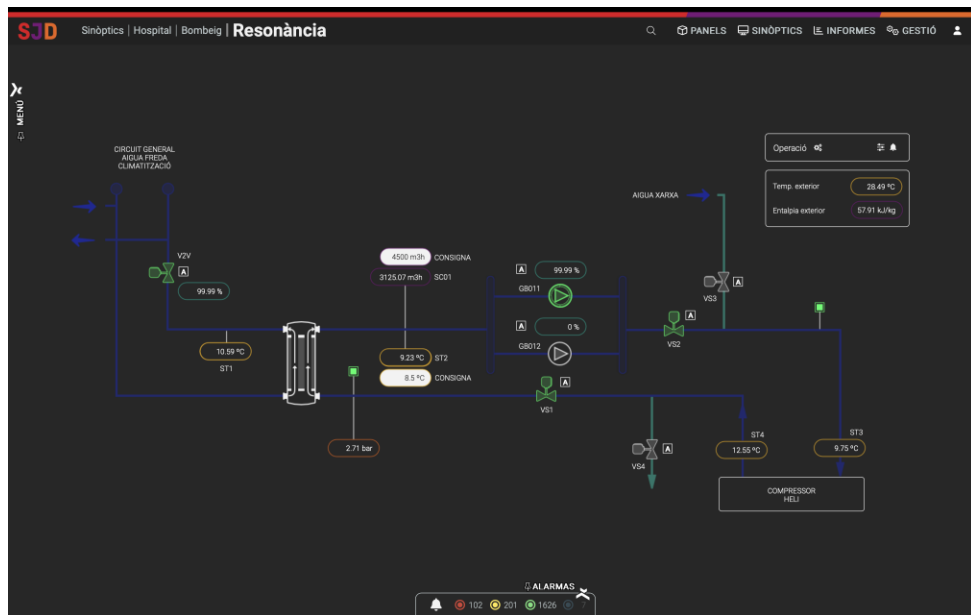 SJD
Sinòptics | Hospital | Bombeig | Resonància
PANELS
SINÒPTICS
INFORMES
GESTIÓ
MENÚ
CIRCUIT GENERAL
AIGUA FREDA
CLIMATITZACIÓ
Operació
Temp. exterior 28.49 ºC
Entalpia exterior 57.91 kJ/kg
AIGUA XARXA
V2V
A
99.99 %
4500 m3h CONSIGNA
3125.07 m3h SC01
A 99.99 %
GB011
A 0 %
GB012
VS3
A
A
VS2
10.59 ºC
ST1
9.23 ºC ST2
8.5 ºC CONSIGNA
A
VS1
2.71 bar
A
VS4
ST4
12.55 ºC
ST3
9.75 ºC
COMPRESSOR
HELI
ALARMAS
102 201 1626 7